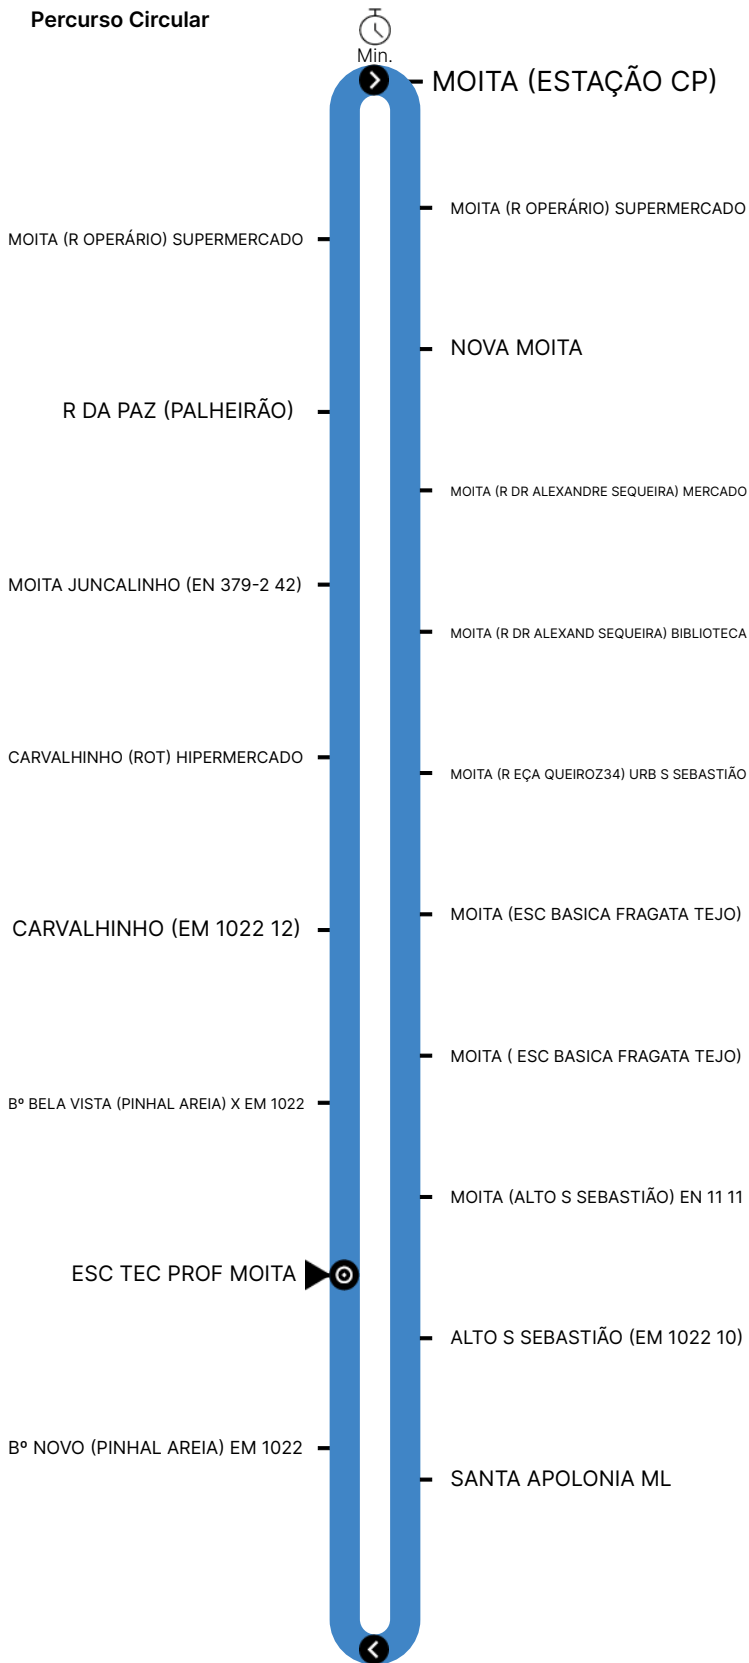 Percurso Circular
Min.
MOITA (ESTAÇÃO CP)
MOITA (R OPERÁRIO) SUPERMERCADO
NOVA MOITA
MOITA (R DR ALEXANDRE SEQUEIRA) MERCADO
MOITA (R DR ALEXAND SEQUEIRA) BIBLIOTECA
MOITA (R EÇA QUEIROZ34) URB S SEBASTIÃO
MOITA (ESC BASICA FRAGATA TEJO)
MOITA ( ESC BASICA FRAGATA TEJO)
MOITA (ALTO S SEBASTIÃO) EN 11 11
ALTO S SEBASTIÃO (EM 1022 10)
SANTA APOLONIA ML
MOITA (R OPERÁRIO) SUPERMERCADO
R DA PAZ (PALHEIRÃO)
MOITA JUNCALINHO (EN 379-2 42)
CARVALHINHO (ROT) HIPERMERCADO
CARVALHINHO (EM 1022 12)
Bº BELA VISTA (PINHAL AREIA) X EM 1022
ESC TEC PROF MOITA
Bº NOVO (PINHAL AREIA) EM 1022